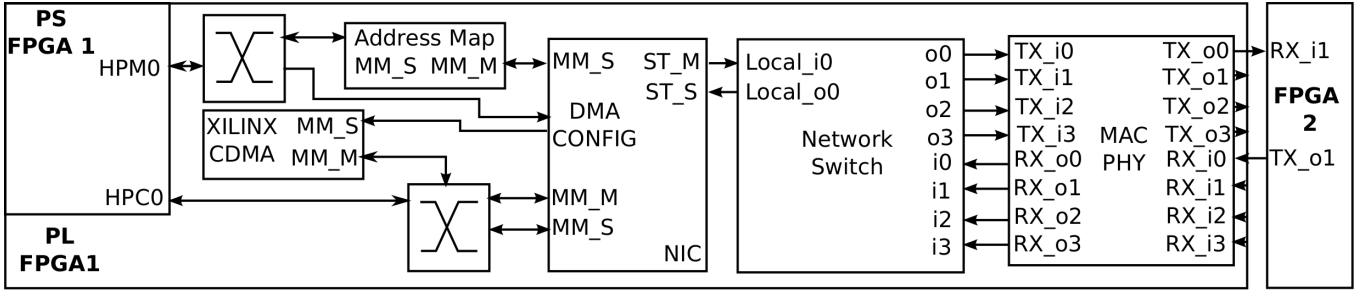 PS
FPGA 1
HPM0
HPC0
PL
FPGA1
Address Map
MM_S MM_M
XILINX MM_S
CDMA MM_M
MM_S ST_M
ST_S
DMA
CONFIG
MM_M
MM_S
NIC
Local_i0
Local_o0
Network
Switch
o0
o1
o2
o3
i0
i1
i2
i3
TX_i0
TX_i1
TX_i2
TX_i3
RX_o0
RX_o1
RX_o2
RX_o3
MAC
PHY
TX_o0
TX_o1
TX_o2
TX_o3
RX_i0
RX_i1
RX_i2
RX_i3
RX_i1
FPGA
2
TX_o1